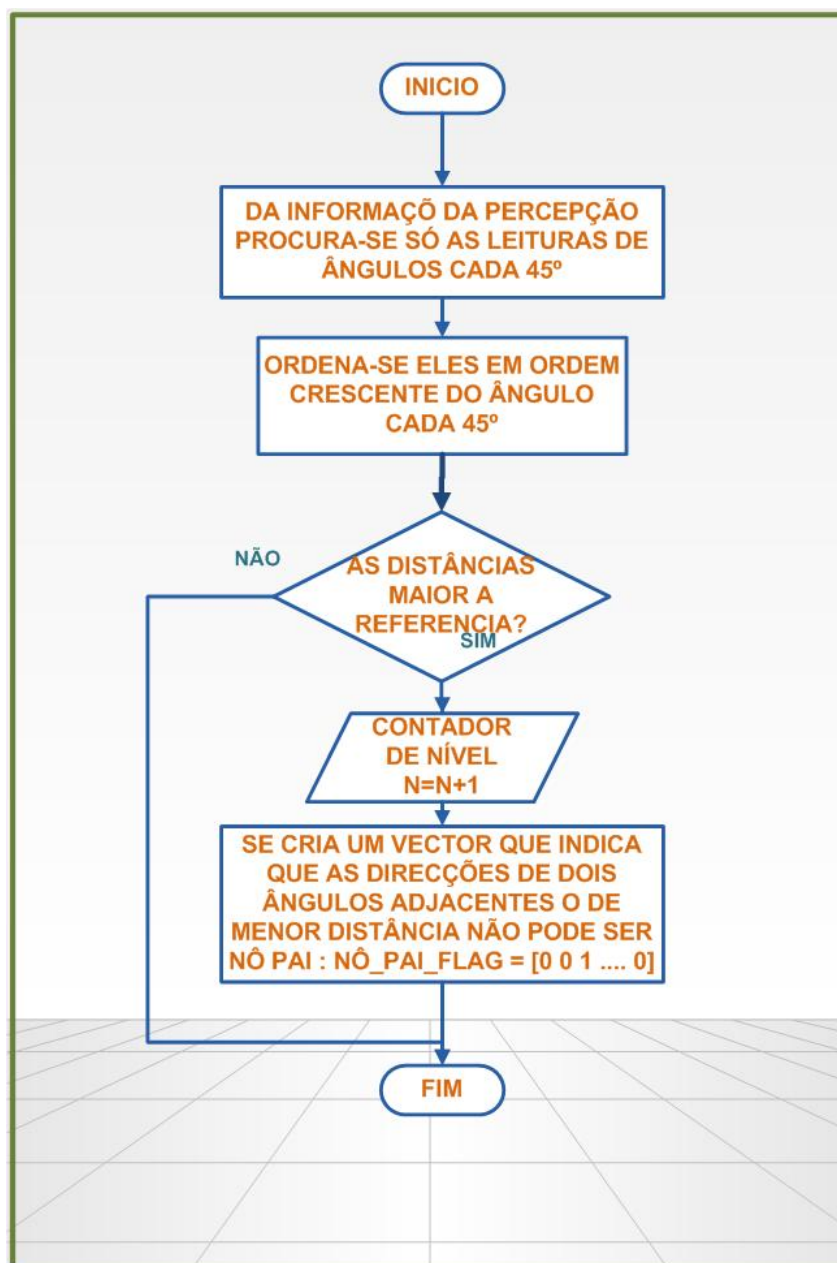 INICIO
DA INFORMAÇÕ DA PERCEPÇÃO
PROCURA-SE SÓ AS LEITURAS DE
ÂNGULOS CADA 45º
ORDENA-SE ELES EM ORDEM
CRESCENTE DO ÂNGULO
CADA 45º
NÃO
AS DISTÂNCIAS
MAIOR A
REFERENCIA?
SIM
CONTADOR
DE NÍVEL
N=N+1
SE CRIA UM VECTOR QUE INDICA
QUE AS DIRECÇÕES DE DOIS
ÂNGULOS ADJACENTES O DE
MENOR DISTÂNCIA NÃO PODE SER
NÔ PAI : NÔ_PAI_FLAG = [0 0 1 .... 0]
FIM